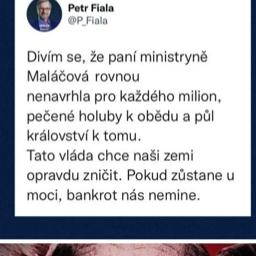 Petr Fiala
@P_Fiala
Divím se, že paní ministryně
Maláčová rovnou
nenavrhla pro každého milion,
pečené holuby k obědu a půl
království k tomu.
Tato vláda chce naši zemi
opravdu zničit. Pokud zůstane u
moci, bankrot nás nemine.